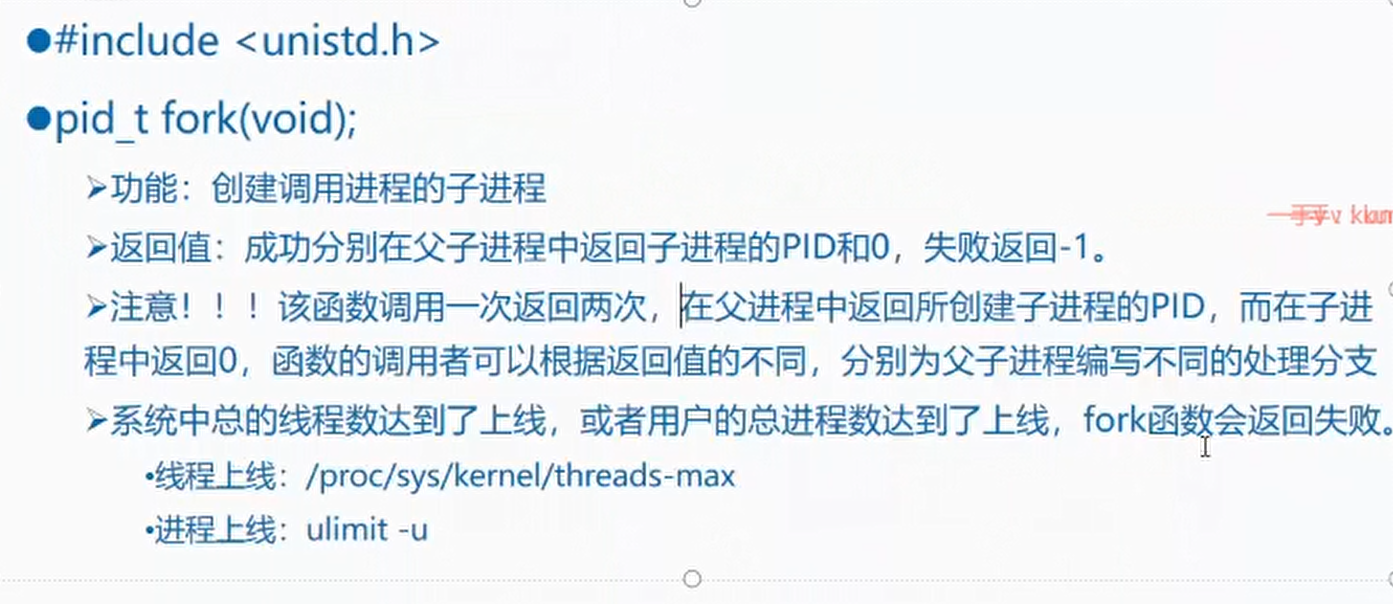 ●#include <unistd.h>
●pid_t fork(void);
➢功能：创建调用进程的子进程
➢返回值：成功分别在父子进程中返回子进程的PID和0，失败返回-1。
➢注意！！！该函数调用一次返回两次，在父进程中返回所创建子进程的PID，而在子进
程中返回0，函数的调用者可以根据返回值的不同，分别为父子进程编写不同的处理分支
➢系统中总的线程数达到了上线，或者用户的总进程数达到了上线，fork函数会返回失败。
•线程上线：/proc/sys/kernel/threads-max
•进程上线：ulimit -u